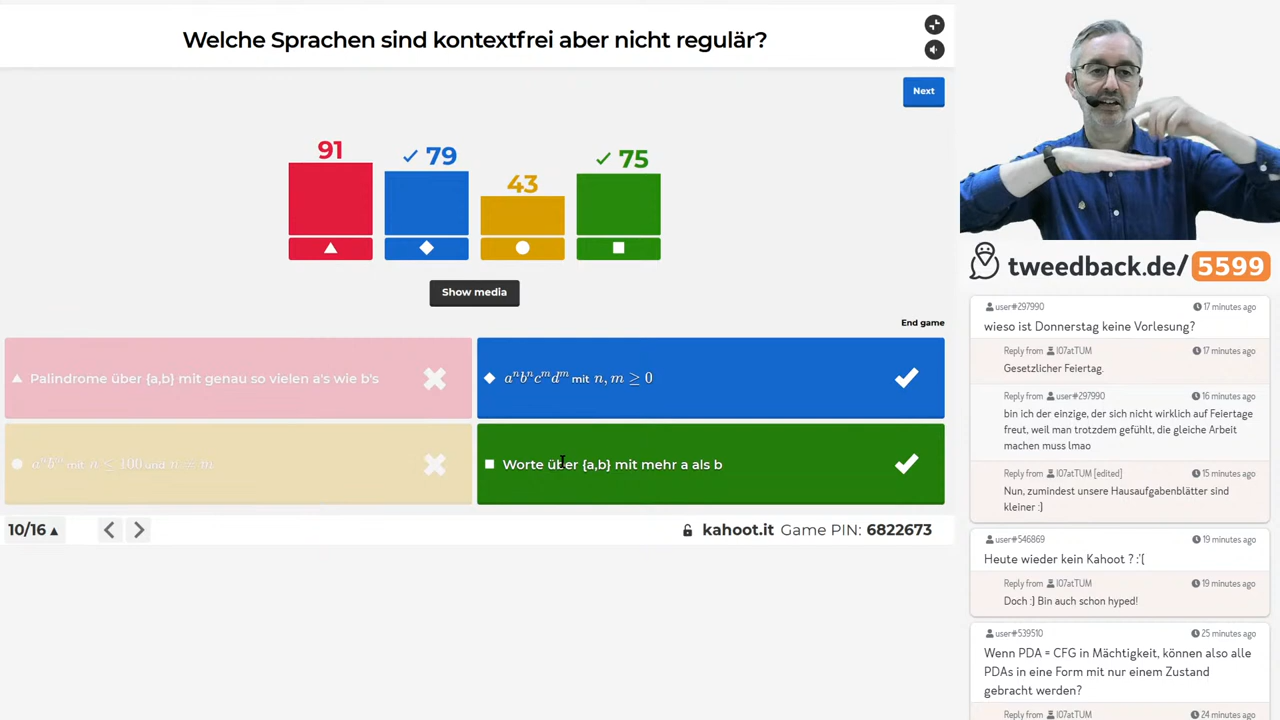 Welche Sprachen sind kontextfrei aber nicht regulär?
Next
91
79
43
75
Show media
End game
Palindrome über {a,b} mit genau so vielen a's wie b's
aⁿbⁿcᵐdᵐ mit n, m ≥ 0
aⁿbᵐ mit n ≤ 100 und n = m
Worte über {a,b} mit mehr a als b
10/16
kahoot.it Game PIN: 6822673
tweedback.de/ 5599
user#297990 17 minutes ago
wieso ist Donnerstag keine Vorlesung?
Reply from I07atTUM 17 minutes ago
Gesetzlicher Feiertag.
Reply from user#297990 16 minutes ago
bin ich der einzige, der sich nicht wirklich auf Feiertage
freut, weil man trotzdem gefühlt, die gleiche Arbeit
machen muss lmao
Reply from I07atTUM [edited] 15 minutes ago
Nun, zumindest unsere Hausaufgabenblätter sind
kleiner :)
user#546869 19 minutes ago
Heute wieder kein Kahoot ? :'(
Reply from I07atTUM 19 minutes ago
Doch :) Bin auch schon hyped!
user#539510 25 minutes ago
Wenn PDA = CFG in Mächtigkeit, können also alle
PDAs in eine Form mit nur einem Zustand
gebracht werden?
Reply from I07atTUM 24 minutes ago